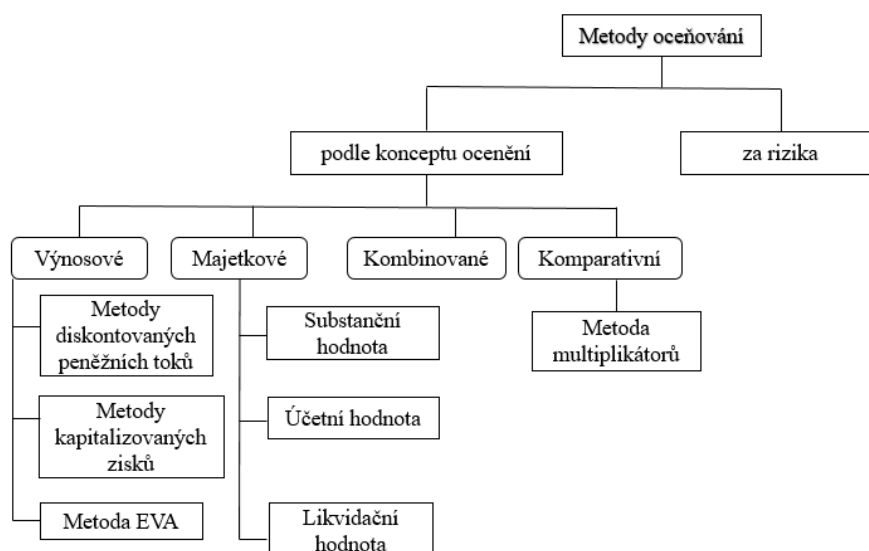 Metody oceňování
podle konceptu ocenění
za rizika
Výnosové
Majetkové
Kombinované
Komparativní
Metody
diskontovaných
peněžních toků
Substanční
hodnota
Metoda
multiplikátorů
Metody
kapitalizovaných
zisků
Účetní hodnota
Metoda EVA
Likvidační
hodnota